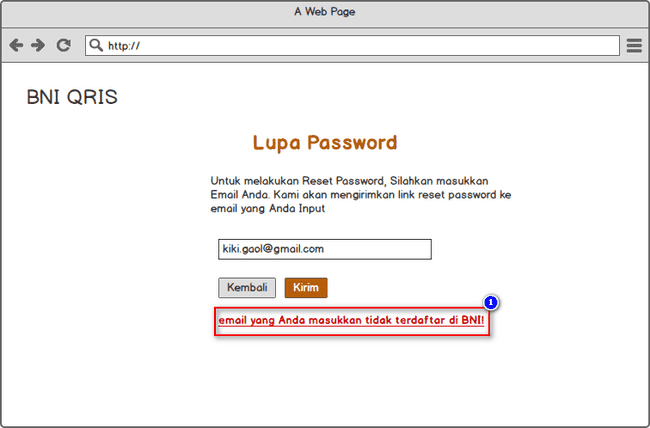 A Web Page
http://
BNI QRIS
Lupa Password
Untuk melakukan Reset Password, Silahkan masukkan
Email Anda. Kami akan mengirimkan link reset password ke
email yang Anda Input
kiki.gaol@gmail.com
Kembali
Kirim
1
email yang Anda masukkan tidak terdaftar di BNI!